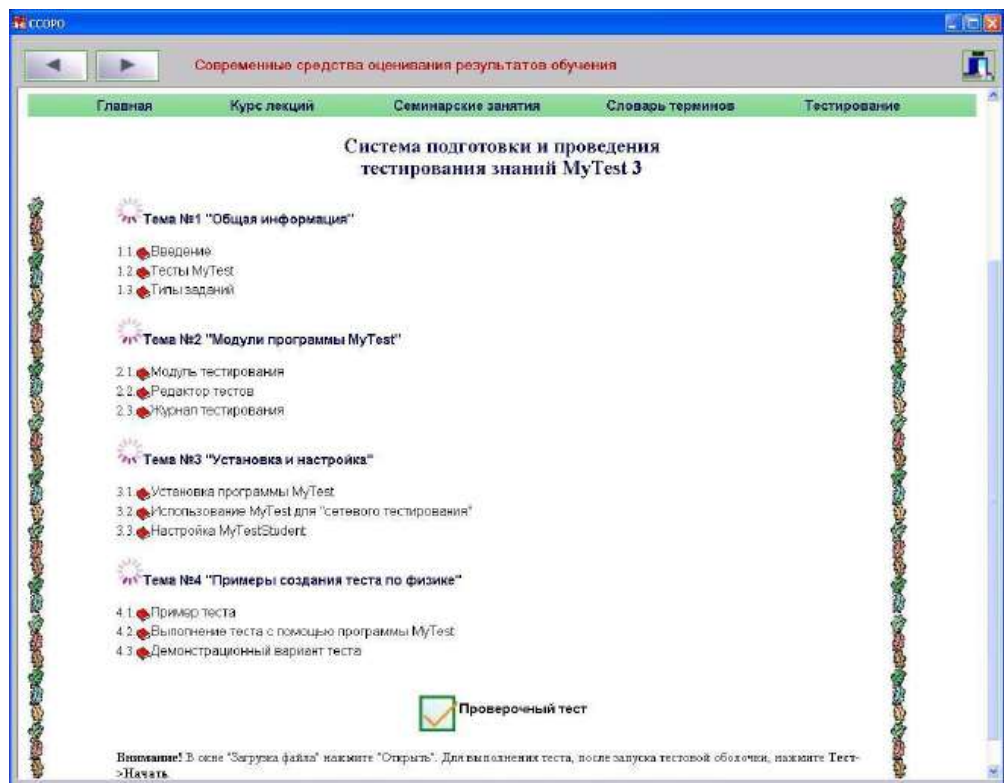 ССОРО
Современные средства оценивания результатов обучения
Главная Курс лекций Семинарские занятия Словарь терминов Тестирование
Система подготовки и проведения
тестирования знаний MyTest 3
Тема №1 "Общая информация"
1.1. Введение
1.2. Тесты MyTest
1.3. Типы заданий
Тема №2 "Модули программы MyTest"
2.1. Модуль тестирования
2.2. Редактор тестов
2.3. Журнал тестирования
Тема №3 "Установка и настройка"
3.1. Установка программы MyTest
3.2. Использование MyTest для "сетевого тестирования"
3.3. Настройка MyTestStudent
Тема №4 "Примеры создания теста по физике"
4.1. Пример теста
4.2. Выполнение теста с помощью программы MyTest
4.3. Демонстрационный вариант теста
Проверочный тест
Внимание! В окне "Загрузка файла" нажмите "Открыть". Для выполнения теста, после запуска тестовой оболочки, нажмите Тест-
>Начать.